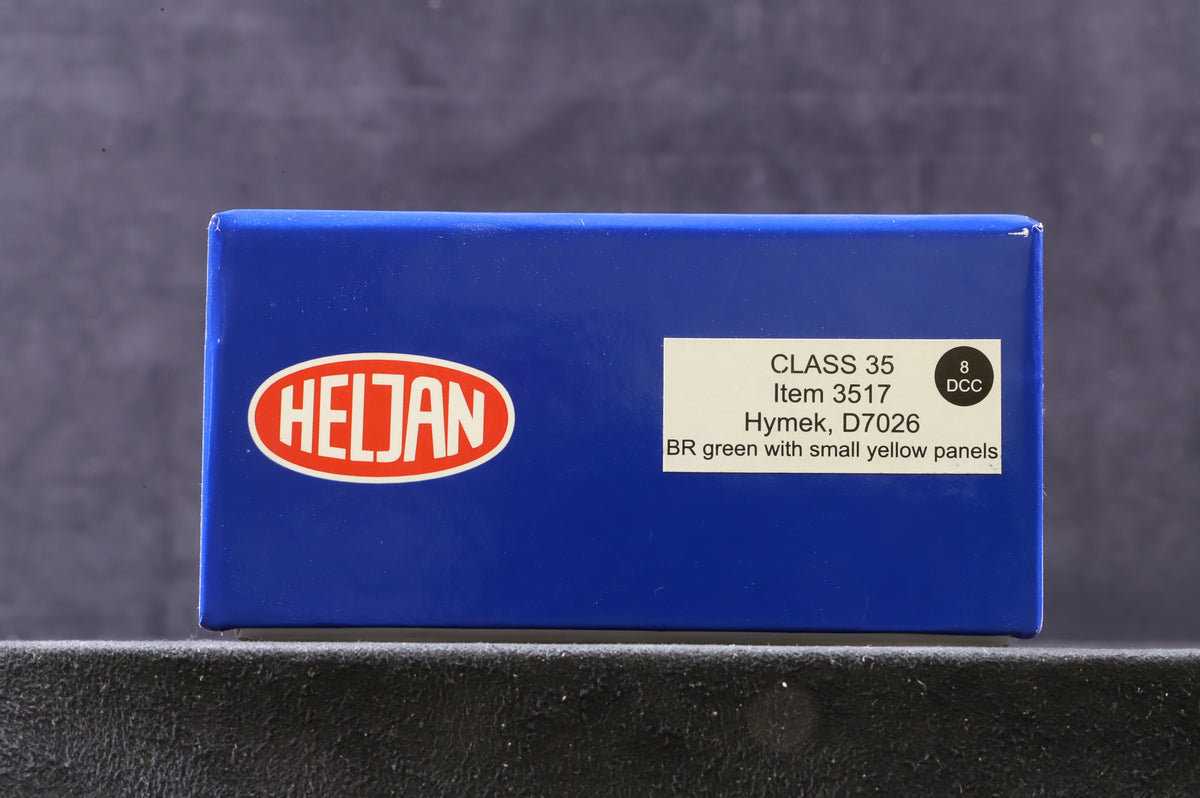 HELJAN
CLASS 35
Item 3517
Hymek, D7026
BR green with small yellow panels
8
DCC